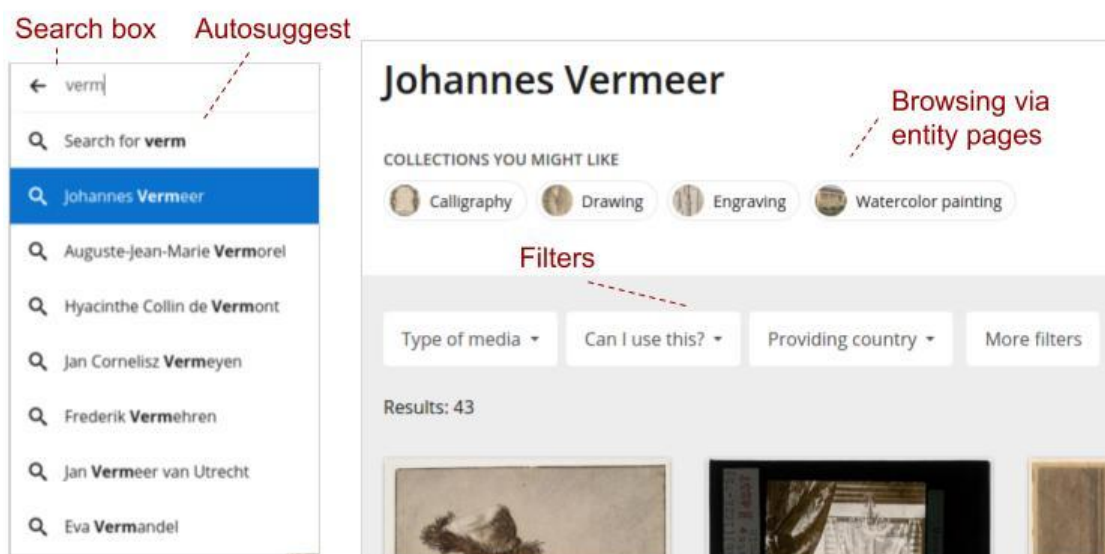 Search box
Autosuggest
verm
Search for verm
Johannes Vermeer
Auguste-Jean-Marie Vermorel
Hyacinthe Collin de Vermont
Jan Cornelisz Vermeyen
Frederik Vermehren
Jan Vermeer van Utrecht
Eva Vermandel
Johannes Vermeer
Browsing via
entity pages
COLLECTIONS YOU MIGHT LIKE
Calligraphy
Drawing
Engraving
Watercolor painting
Filters
Type of media
Can I use this?
Providing country
More filters
Results: 43